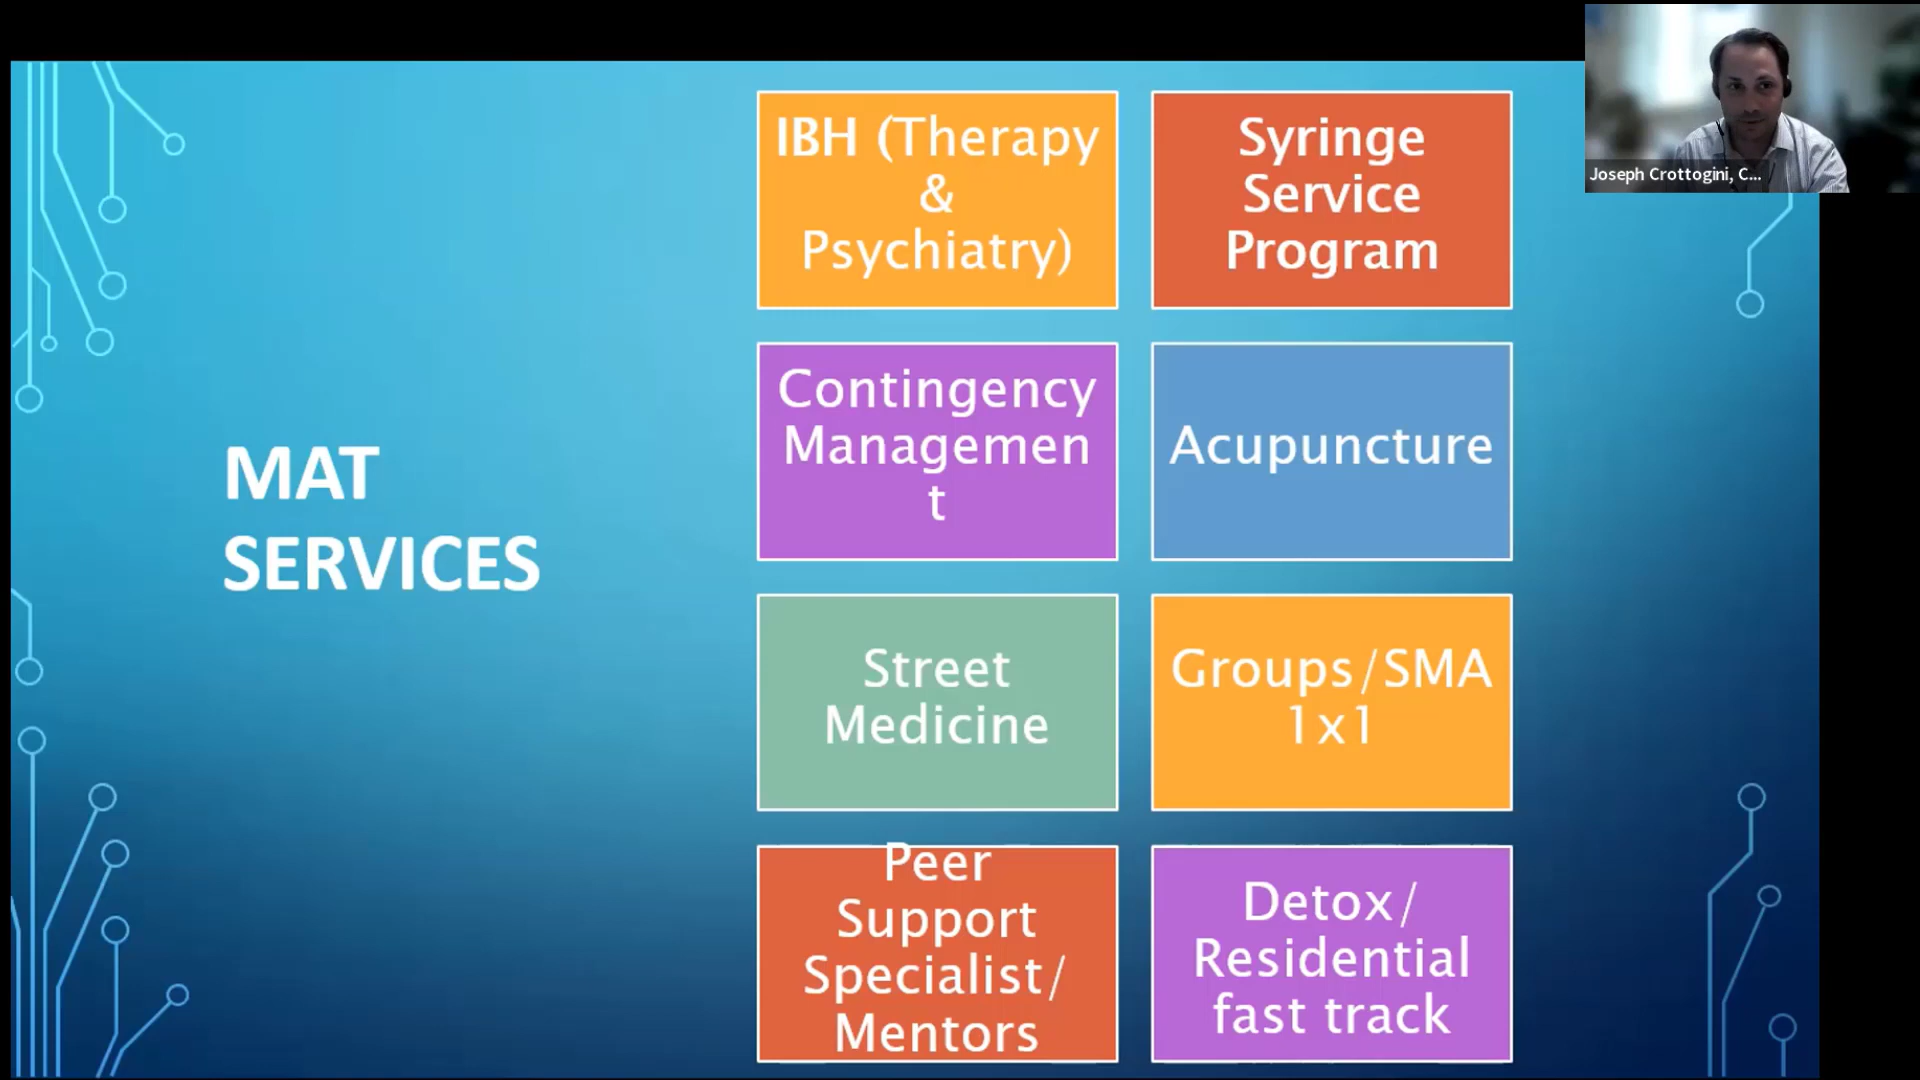 Joseph Crottogini, C...
MAT
SERVICES
IBH (Therapy
&
Psychiatry)
Syringe
Service
Program
Contingency
Managemen
t
Acupuncture
Street
Medicine
Groups/SMA
1x1
Peer
Support
Specialist/
Mentors
Detox/
Residential
fast track